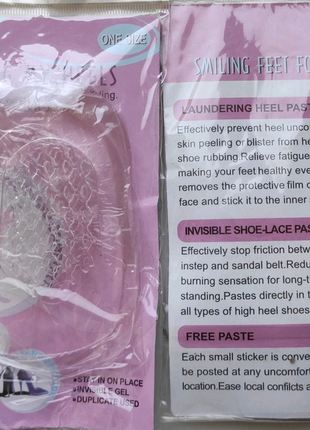 ONE SIZE
SMILING FEET FO
LAUNDERING HEEL PAST
Effectively prevent heel unco
skin peeling or blister from he
shoe rubbing.Relieve fatigue
making your feet healthy eve
removes the protective film o
face and stick it to the inner s
INVISIBLE SHOE-LACE PAS
Effectively stop friction betw
instep and sandal belt.Redu
burning sensation for long-t
standing.Pastes directly in t
all types of high heel shoes
FREE PASTE
Each small sticker is conve
be posted at any uncomfort
location.Ease local confilcts a
STAY IN ON PLACE
INVISIBLE GEL
DUPLICATE USED